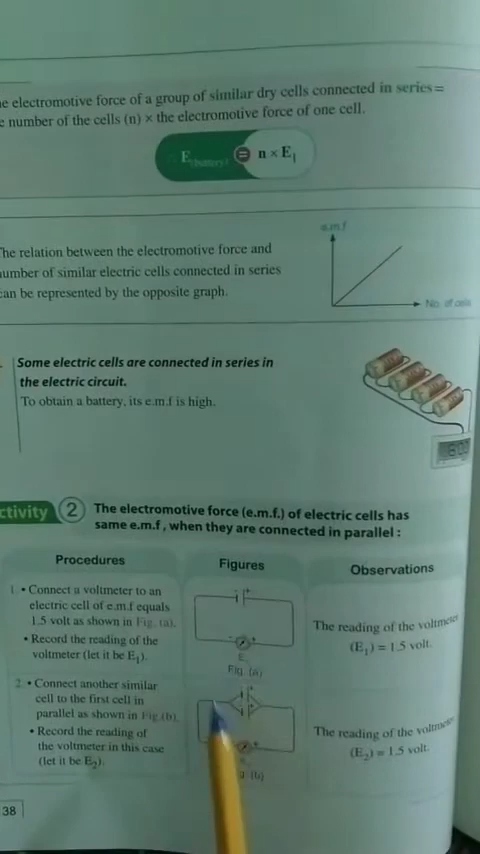 e electromotive force of a group of similar dry cells connected in series =
number of the cells (n) × the electromotive force of one cell.
E(battery) = n × E1
e.m.f
The relation between the electromotive force and
number of similar electric cells connected in series
can be represented by the opposite graph.
No. of cells
Some electric cells are connected in series in
the electric circuit.
To obtain a battery, its e.m.f is high.
ctivity 2 The electromotive force (e.m.f.) of electric cells has
same e.m.f, when they are connected in parallel :
Procedures
Figures
Observations
1. • Connect a voltmeter to an
electric cell of e.m.f equals
1.5 volt as shown in Fig. (a).
• Record the reading of the
voltmeter (let it be E1).
Fig. (a)
The reading of the voltmeter
(E1) = 1.5 volt.
2. • Connect another similar
cell to the first cell in
parallel as shown in Fig. (b).
• Record the reading of
the voltmeter in this case
(let it be E2).
(b)
The reading of the voltmeter
(E2) = 1.5 volt.
38